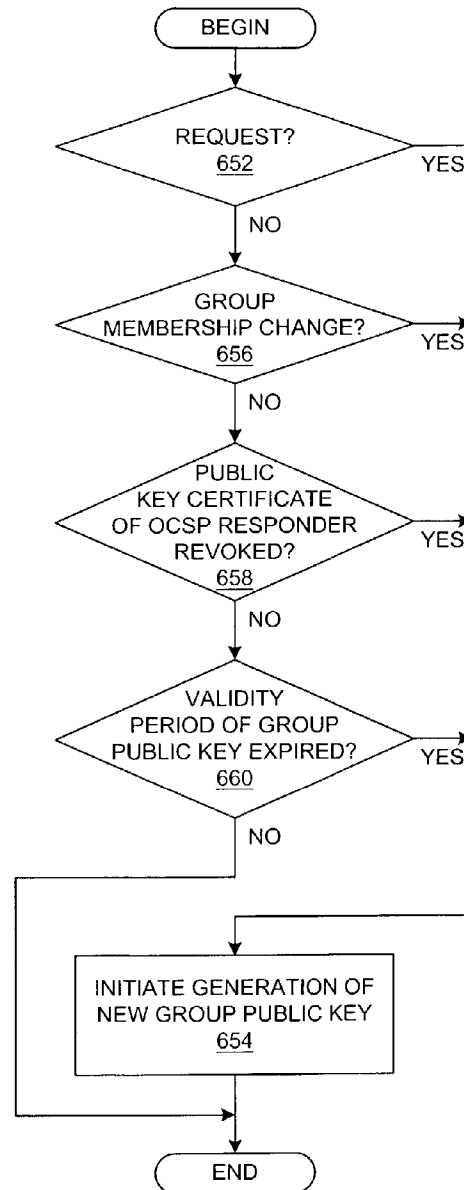 BEGIN
REQUEST?
652
YES
NO
GROUP
MEMBERSHIP CHANGE?
656
YES
NO
PUBLIC
KEY CERTIFICATE
OF OCSP RESPONDER
REVOKED?
658
YES
NO
VALIDITY
PERIOD OF GROUP
PUBLIC KEY EXPIRED?
660
YES
NO
INITIATE GENERATION OF
NEW GROUP PUBLIC KEY
654
END